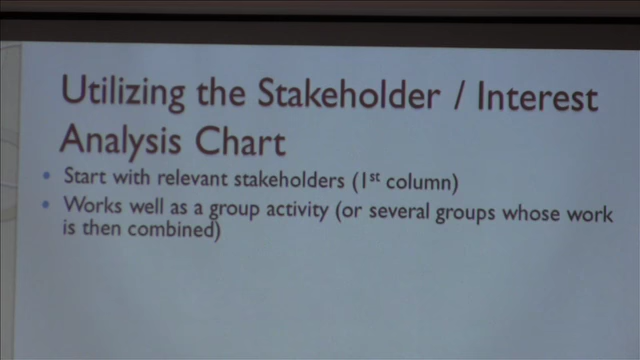 Utilizing the Stakeholder / Interest
Analysis Chart
• Start with relevant stakeholders (1st column)
• Works well as a group activity (or several groups whose work
is then combined)